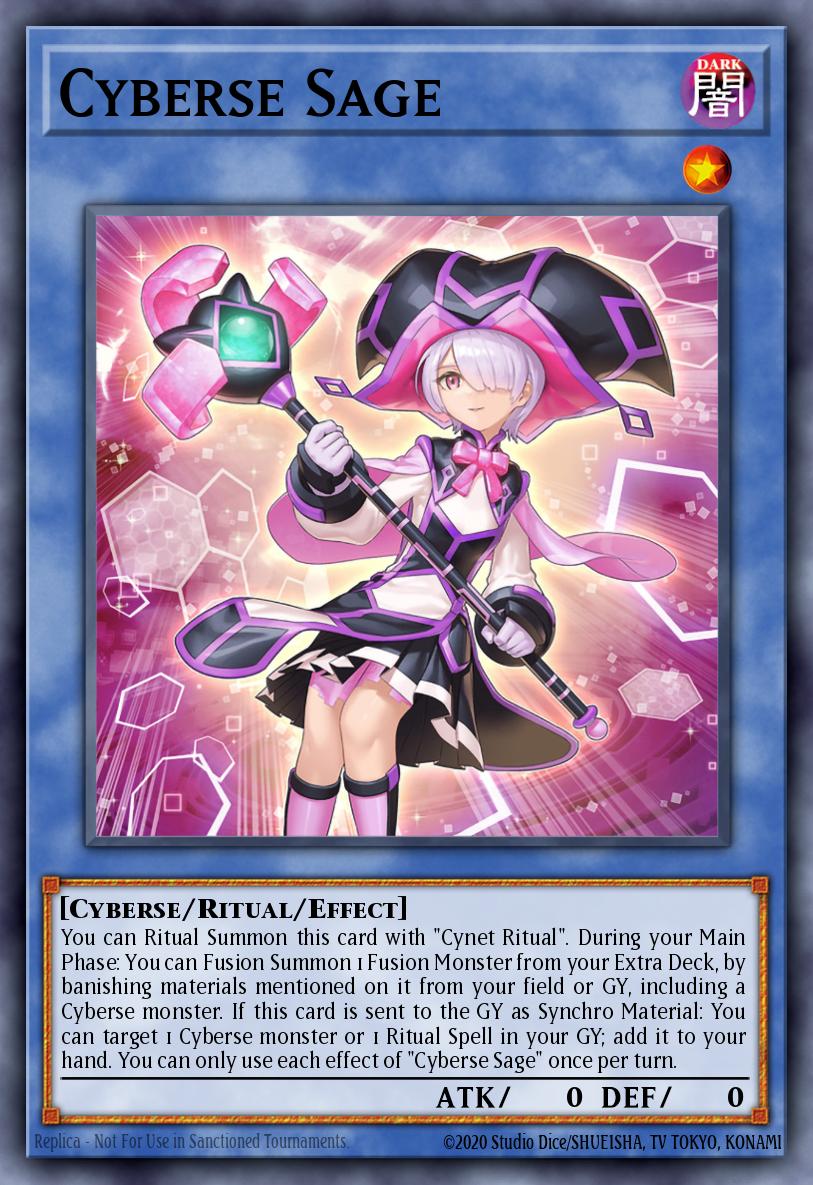 Cyberse Sage
DARK
闇
[Cyberse/Ritual/Effect]
You can Ritual Summon this card with "Cynet Ritual". During your Main
Phase: You can Fusion Summon 1 Fusion Monster from your Extra Deck, by
banishing materials mentioned on it from your field or GY, including a
Cyberse monster. If this card is sent to the GY as Synchro Material: You
can target 1 Cyberse monster or 1 Ritual Spell in your GY; add it to your
hand. You can only use each effect of "Cyberse Sage" once per turn.
ATK/ 0 DEF/ 0
Replica - Not For Use in Sanctioned Tournaments.
©2020 Studio Dice/SHUEISHA, TV TOKYO, KONAMI